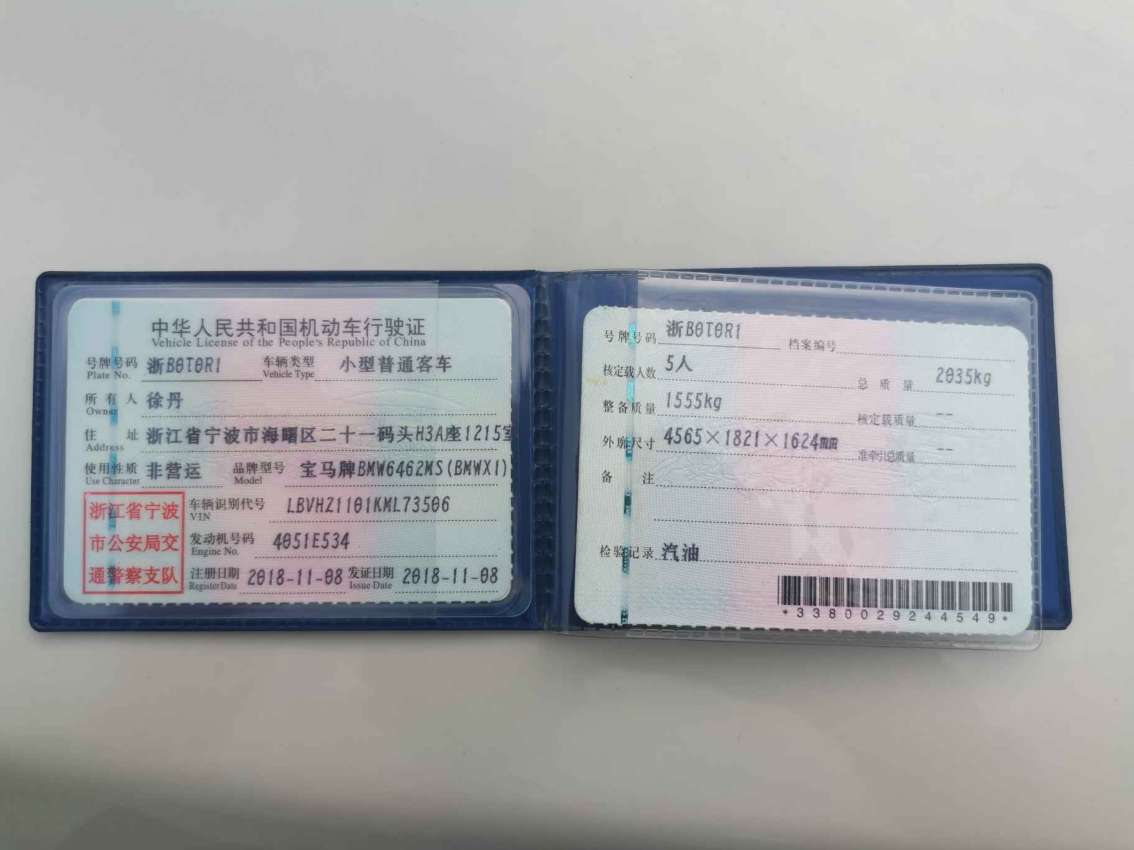 中华人民共和国机动车行驶证
Vehicle License of the People's Republic of China
号牌号码 浙B0T0R1 车辆类型 小型普通客车
Plate No. Vehicle Type
所有人 徐丹
Owner
住址 浙江省宁波市海曙区二十一码头H3A座1215室
Address
使用性质 非营运 品牌型号 宝马牌BMW6462MS(BMWX1)
Use Character Model
浙江省宁波
市公安局交
通警察支队
车辆识别代号 LBVHZ1101KML73506
VIN
发动机号码 4051E534
Engine No.
注册日期 2018-11-08 发证日期 2018-11-08
Register Date Issue Date
号牌号码 浙B0T0R1 档案编号
核定载人数 5人 总质量 2035kg
整备质量 1555kg 核定载质量 --
外廓尺寸 4565×1821×1624mm 准牵引总质量 --
备注
检验记录 汽油
*3380029244549*